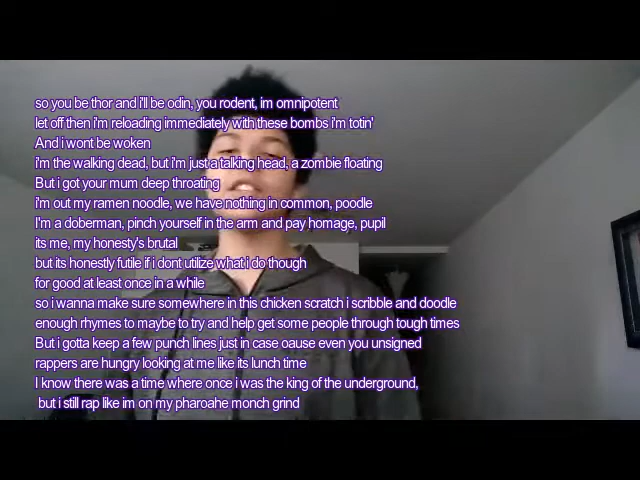 so you be thor and i'll be odin, you rodent, im omnipotent
let off then i'm reloading immediately with these bombs i'm totin'
And i wont be woken
i'm the walking dead, but i'm just a talking head, a zombie floating
But i got your mum deep throating
i'm out my ramen noodle, we have nothing in common, poodle
I'm a doberman, pinch yourself in the arm and pay homage, pupil
its me, my honesty's brutal
but its honestly futile if i dont utilize what i do though
for good at least once in a while
so i wanna make sure somewhere in this chicken scratch i scribble and doodle
enough rhymes to maybe to try and help get some people through tough times
But i gotta keep a few punch lines just in case oause even you unsigned
rappers are hungry looking at me like its lunch time
I know there was a time where once i was the king of the underground,
but i still rap like im on my pharoahe monch grind